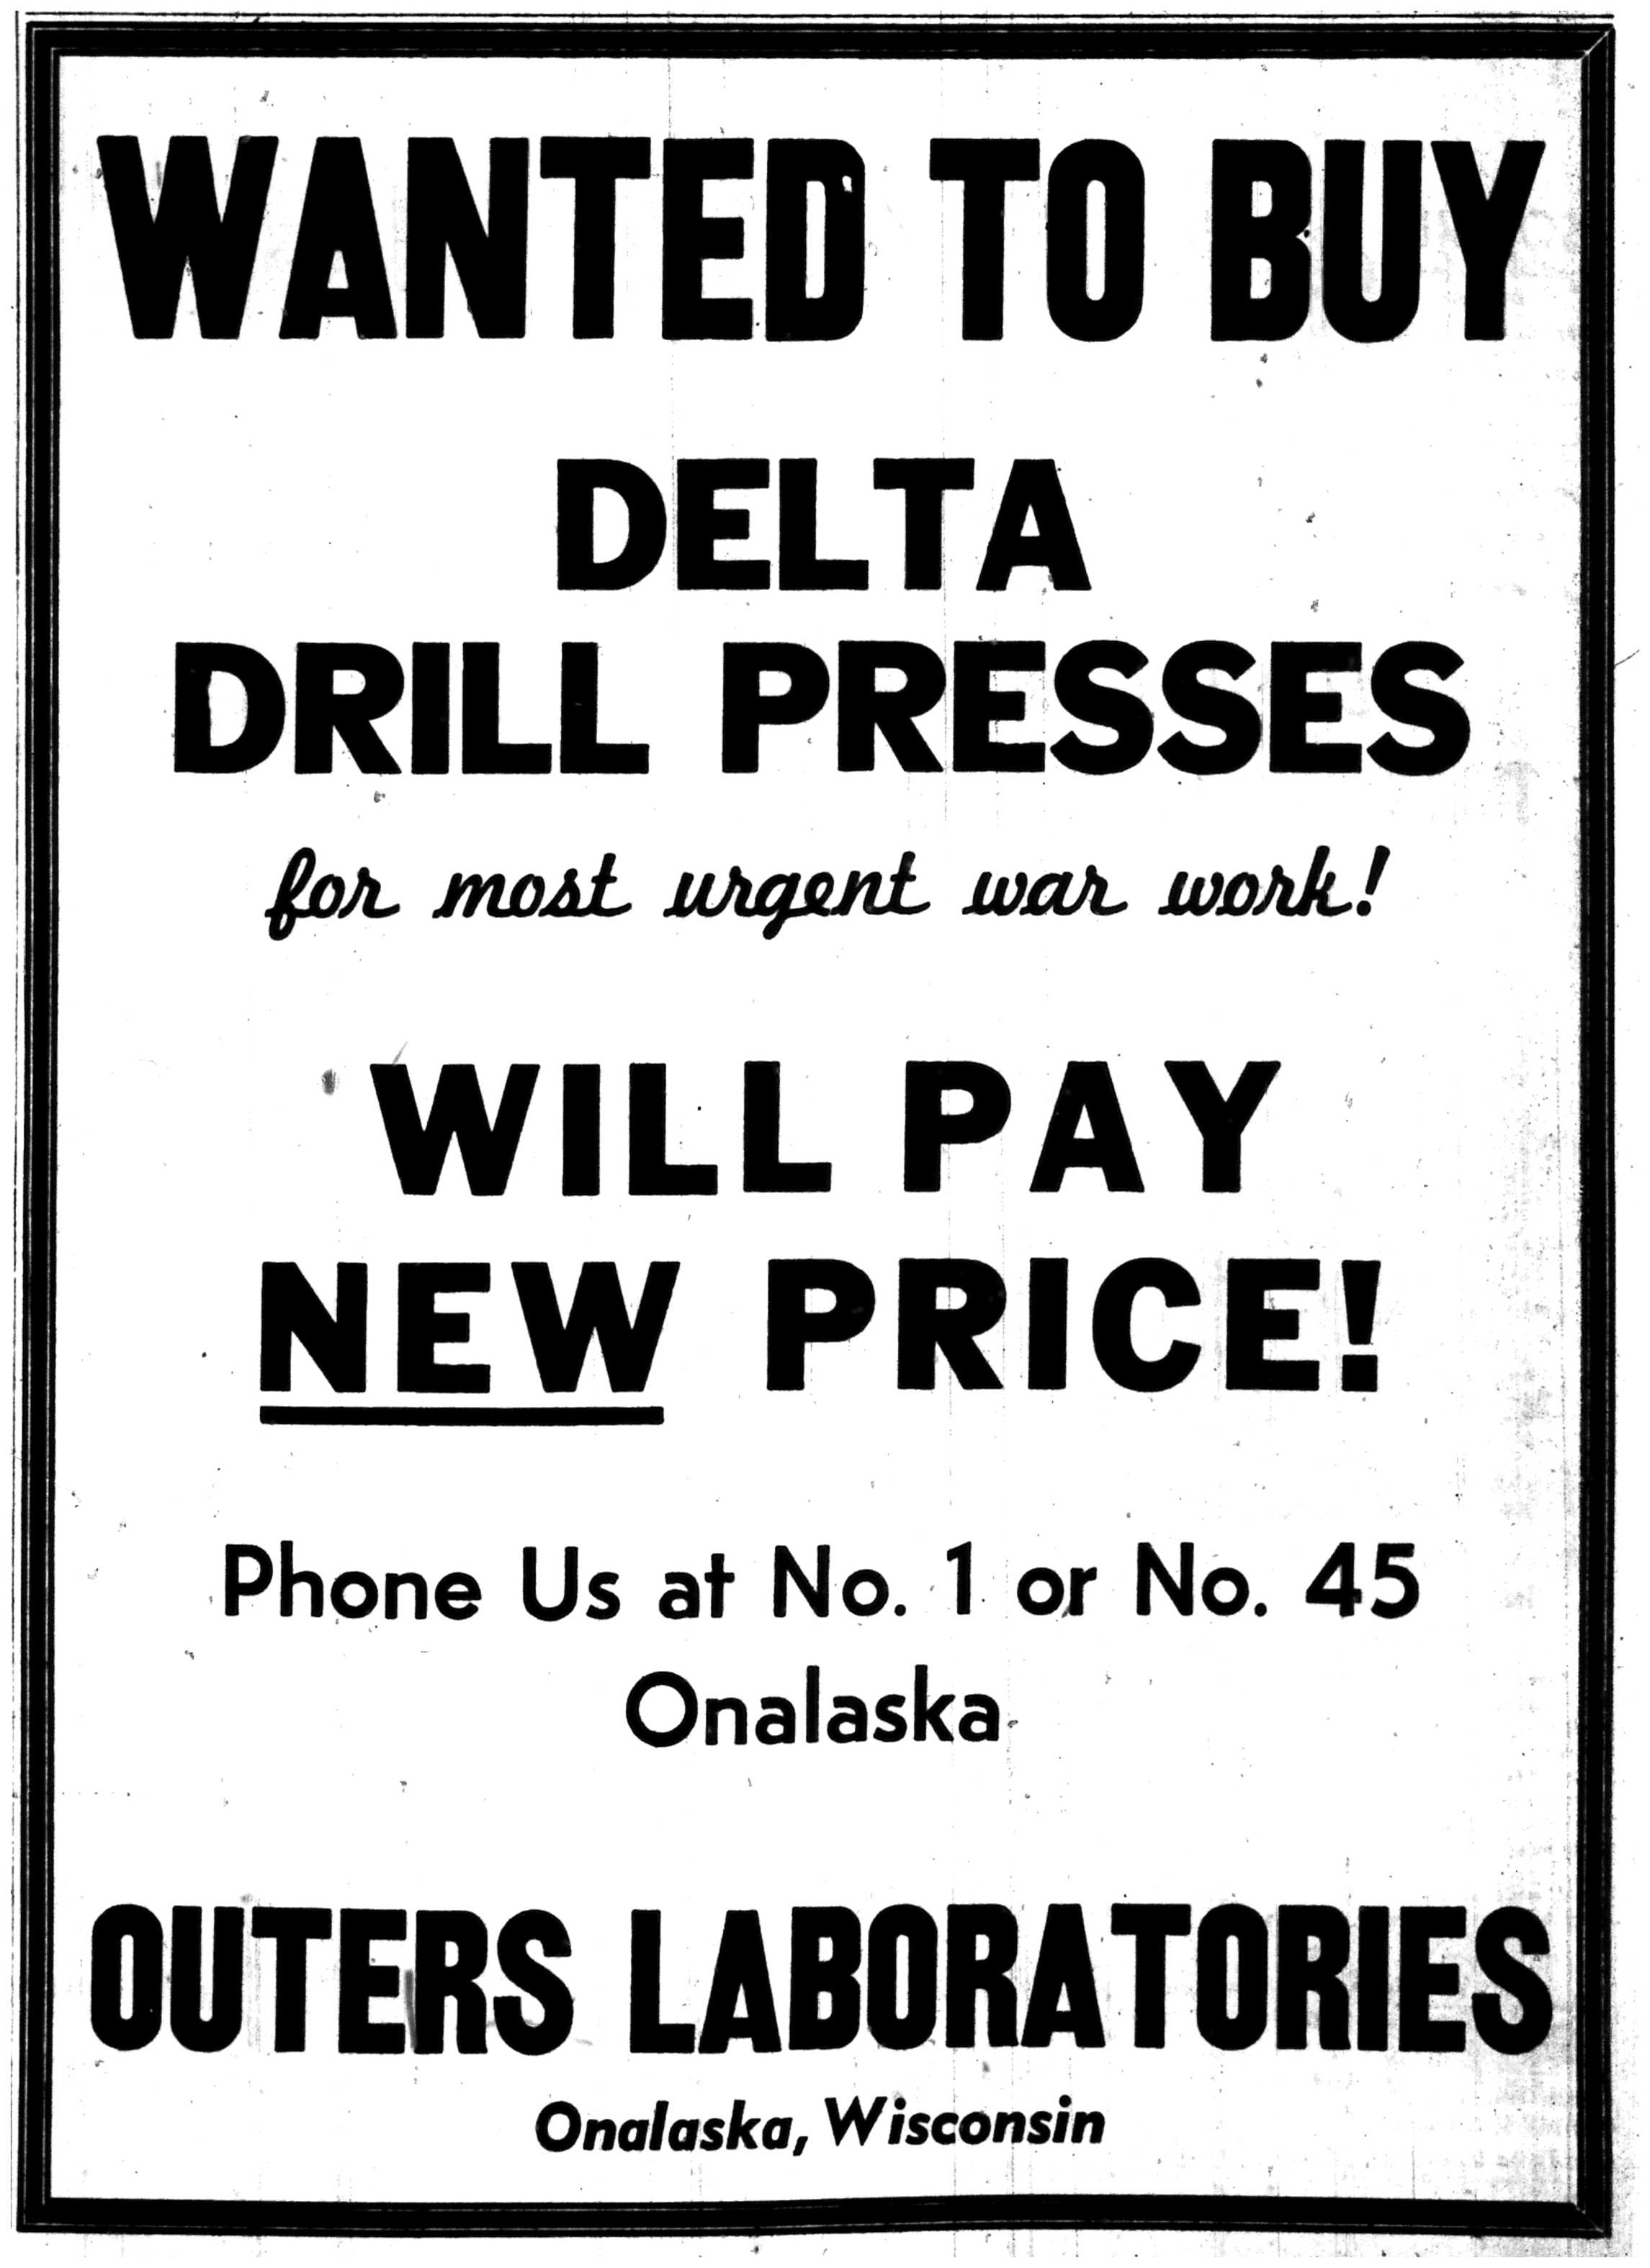 WANTED TO BUY
DELTA
DRILL PRESSES
for most urgent war work!
WILL PAY
NEW PRICE!
Phone Us at No. 1 or No. 45
Onalaska
OUTERS LABORATORIES
Onalaska, Wisconsin